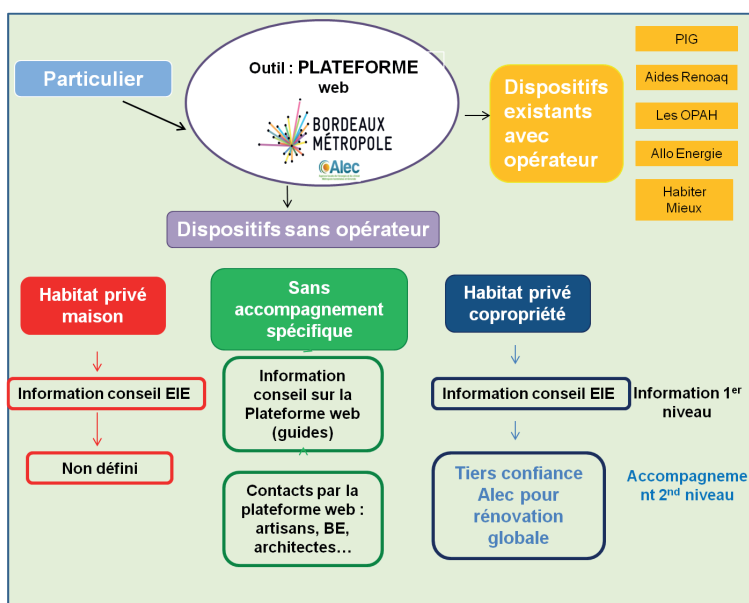 Particulier
Outil : PLATEFORME
web
BORDEAUX
MÉTROPOLE
Alec
Dispositifs
existants
avec
opérateur
PIG
Aides Renoaq
Les OPAH
Allo Energie
Habiter
Mieux
Dispositifs sans opérateur
Habitat privé
maison
Information conseil EIE
Non défini
Sans
accompagnement
spécifique
Information
conseil sur la
Plateforme web
(guides)
Contacts par la
plateforme web :
artisans, BE,
architectes…
Habitat privé
copropriété
Information conseil EIE
Information 1er
niveau
Tiers confiance
Alec pour
rénovation
globale
Accompagneme
nt 2nd niveau